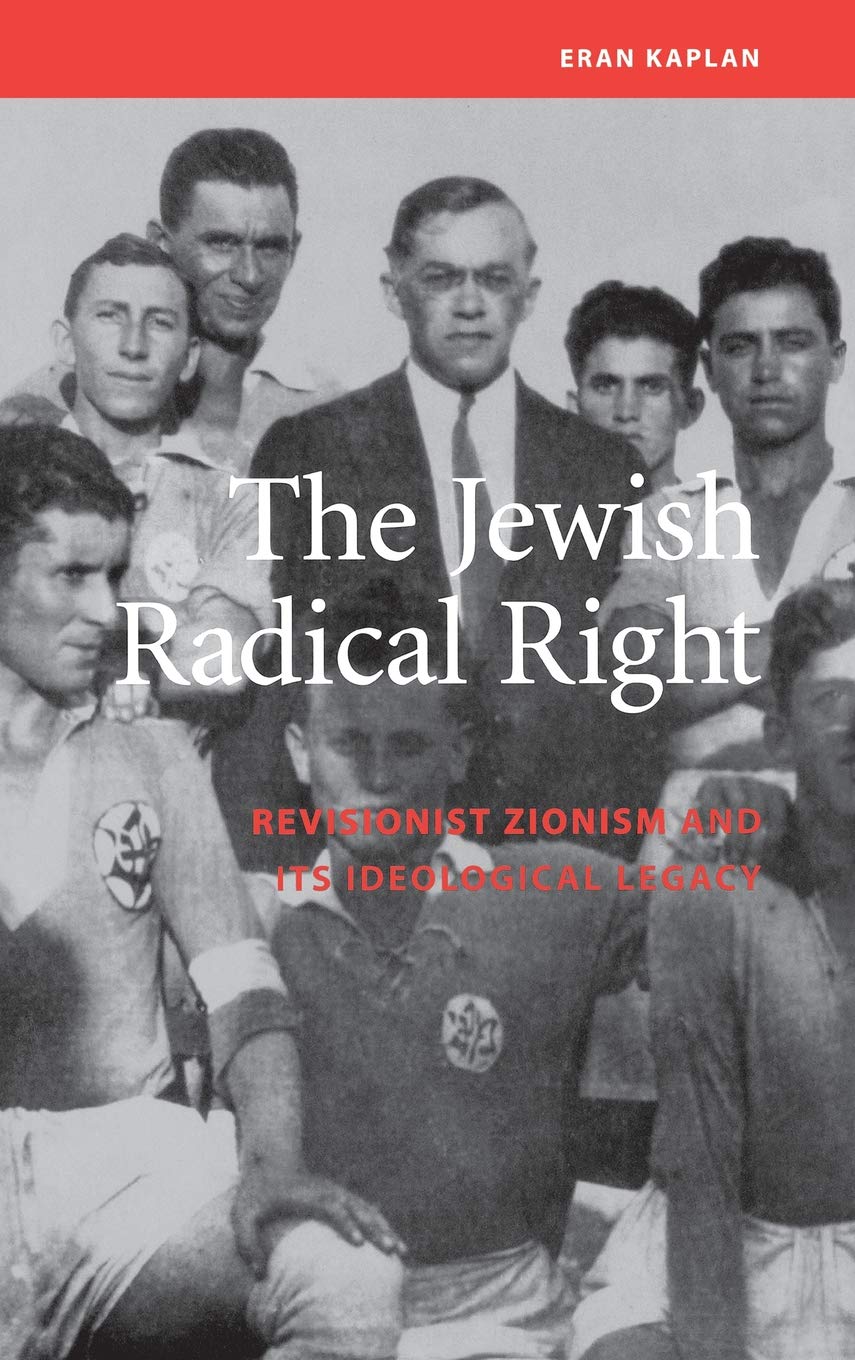 ERAN KAPLAN
The Jewish
Radical Right
REVISIONIST ZIONISM AND
ITS IDEOLOGICAL LEGACY